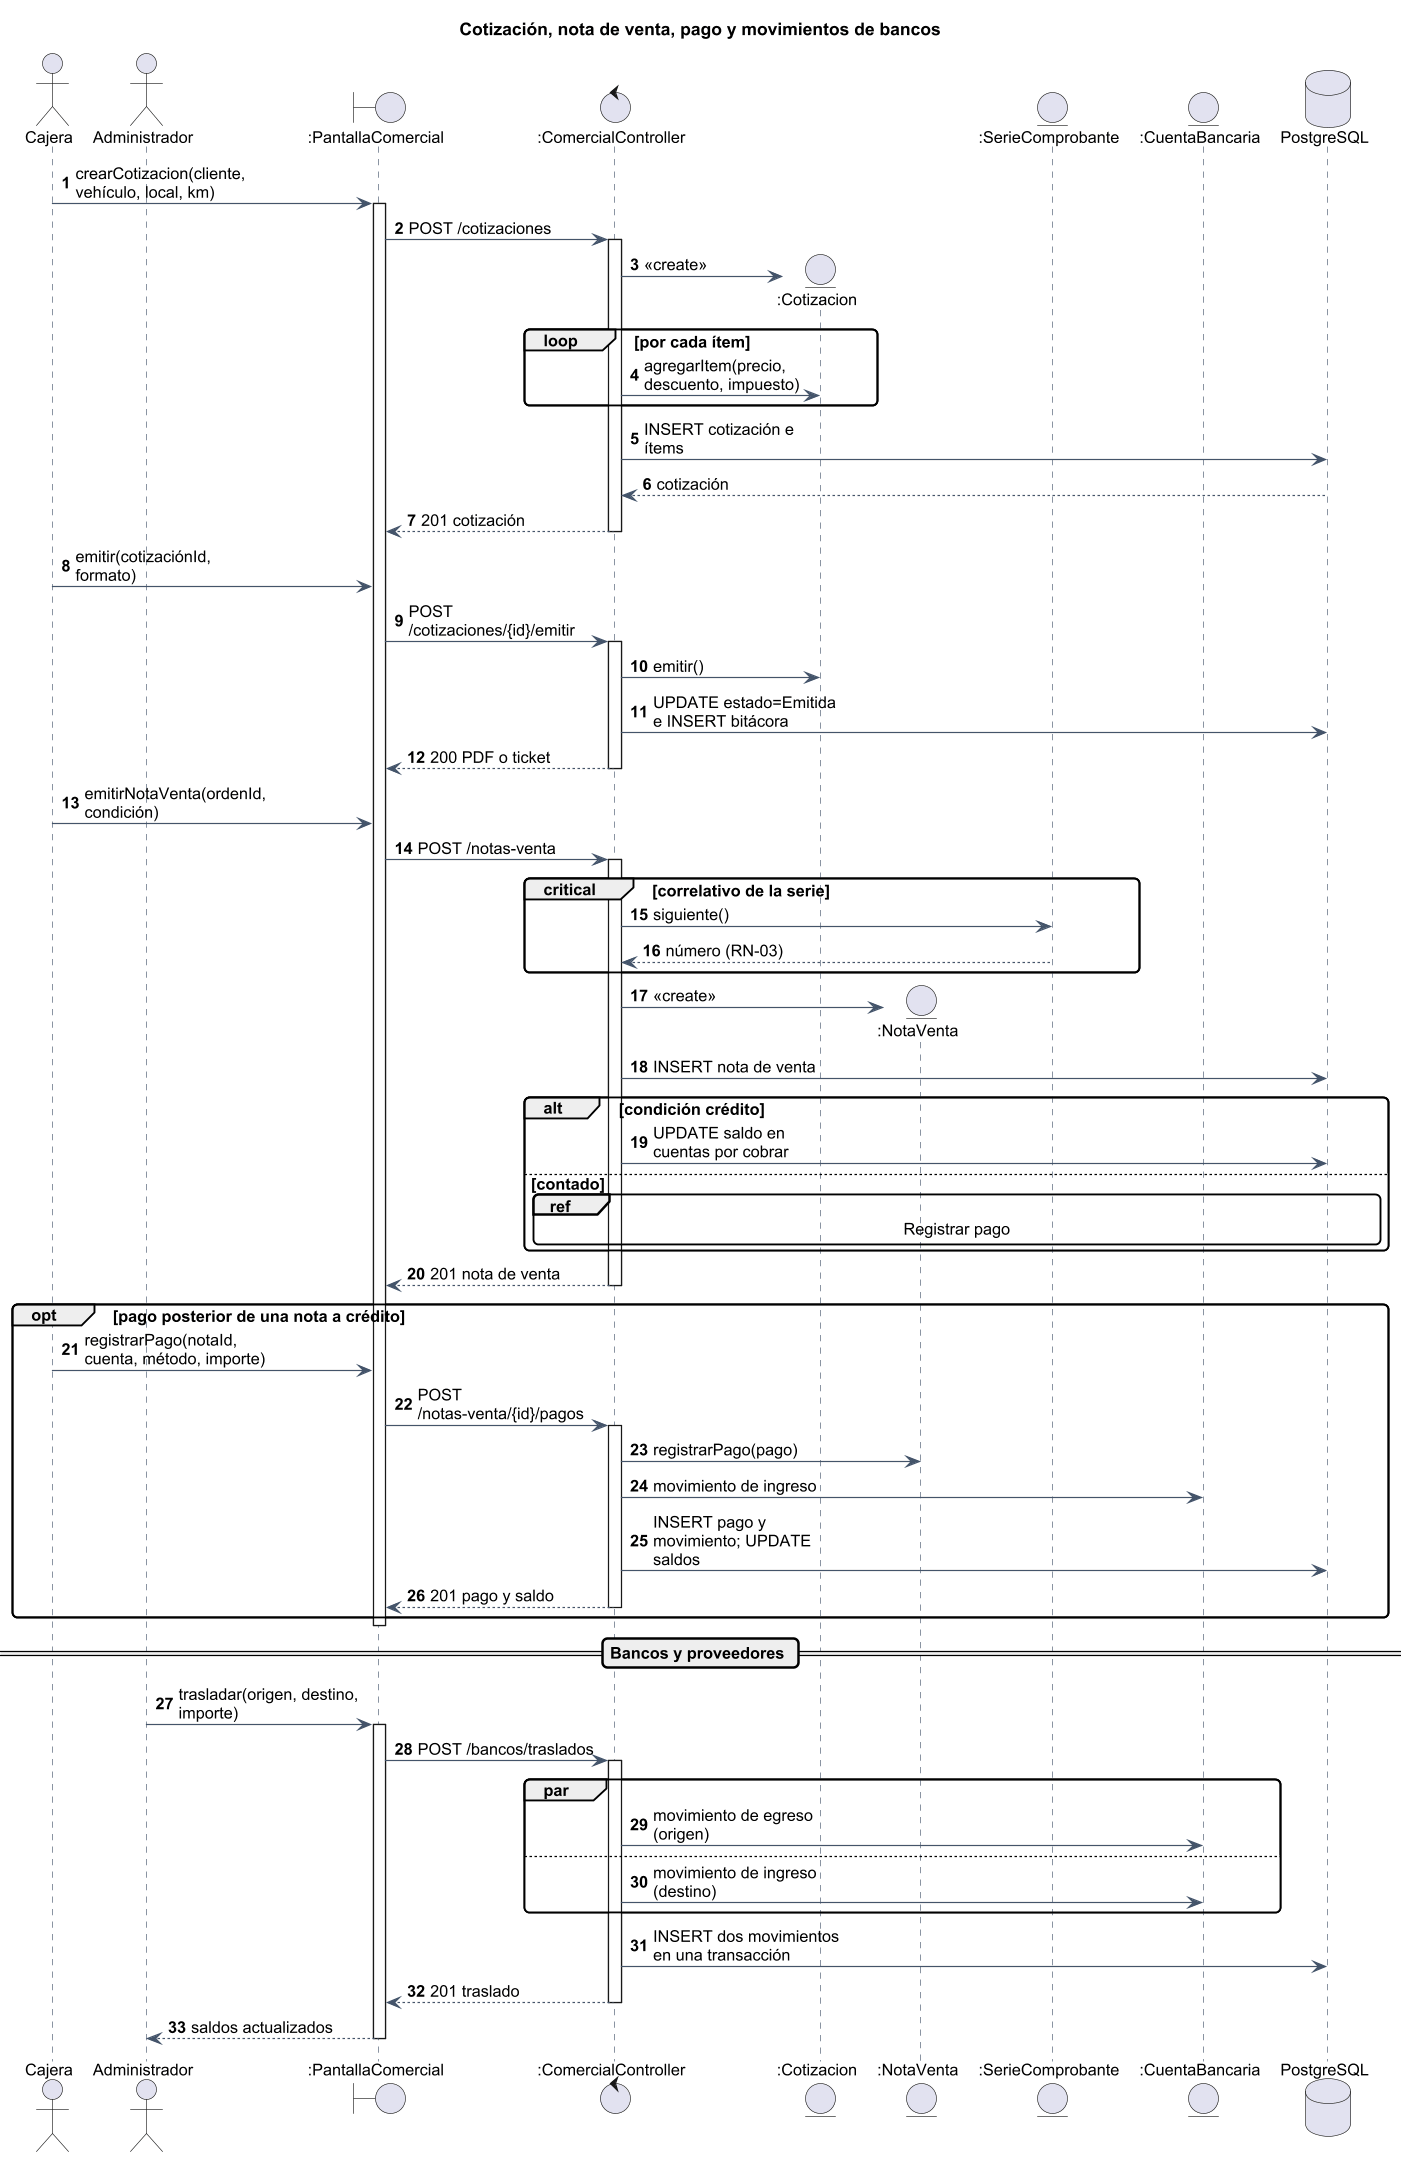 Cotización, nota de venta, pago y movimientos de bancos
Cajera
Administrador
:PantallaComercial
:ComercialController
:SerieComprobante
:CuentaBancaria
PostgreSQL
1 crearCotizacion(cliente,
vehículo, local, km)
2 POST /cotizaciones
3 «create»
:Cotizacion
loop [por cada ítem]
4 agregarItem(precio,
descuento, impuesto)
5 INSERT cotización e
ítems
6 cotización
7 201 cotización
8 emitir(cotizaciónId,
formato)
9 POST
/cotizaciones/{id}/emitir
10 emitir()
11 UPDATE estado=Emitida
e INSERT bitácora
12 200 PDF o ticket
13 emitirNotaVenta(ordenId,
condición)
14 POST /notas-venta
critical [correlativo de la serie]
15 siguiente()
16 número (RN-03)
17 «create»
:NotaVenta
18 INSERT nota de venta
alt [condición crédito]
19 UPDATE saldo en
cuentas por cobrar
[contado]
ref
Registrar pago
20 201 nota de venta
opt [pago posterior de una nota a crédito]
21 registrarPago(notaId,
cuenta, método, importe)
22 POST
/notas-venta/{id}/pagos
23 registrarPago(pago)
24 movimiento de ingreso
25 INSERT pago y
movimiento; UPDATE
saldos
26 201 pago y saldo
Bancos y proveedores
27 trasladar(origen, destino,
importe)
28 POST /bancos/traslados
par
29 movimiento de egreso
(origen)
30 movimiento de ingreso
(destino)
31 INSERT dos movimientos
en una transacción
32 201 traslado
33 saldos actualizados
Cajera
Administrador
:PantallaComercial
:ComercialController
:Cotizacion
:NotaVenta
:SerieComprobante
:CuentaBancaria
PostgreSQL